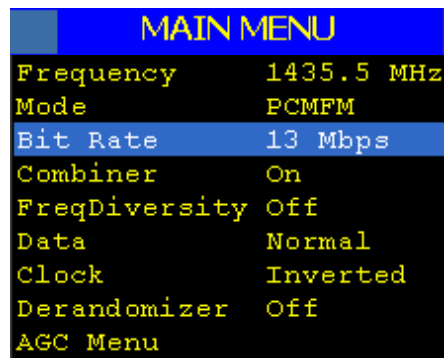 MAIN MENU
Frequency 1435.5 MHz
Mode PCMFM
Bit Rate 13 Mbps
Combiner On
FreqDiversity Off
Data Normal
Clock Inverted
Derandomizer Off
AGC Menu